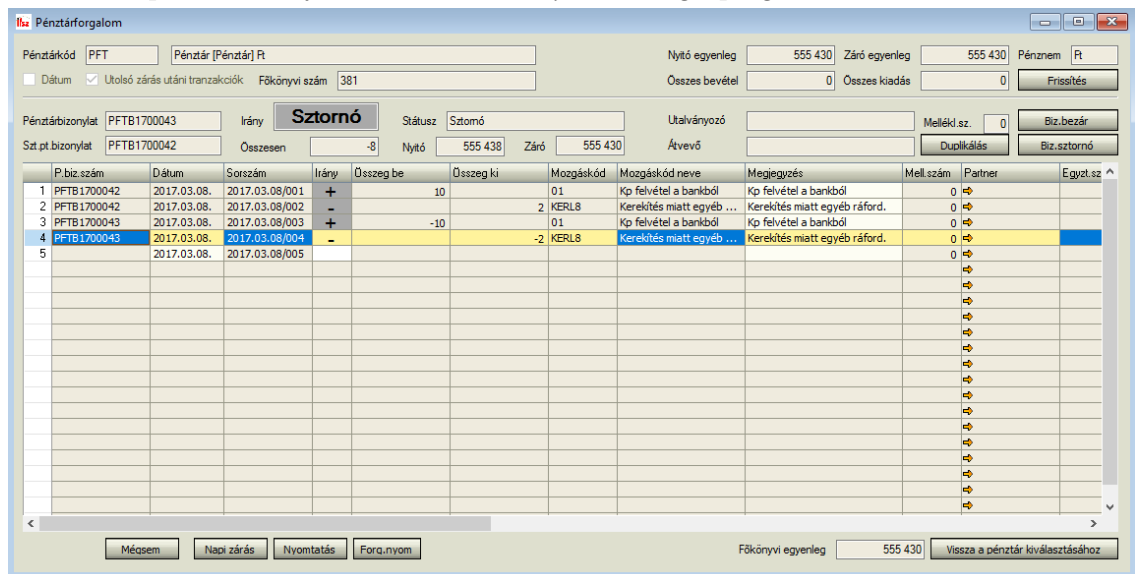 Ilsz Pénztárforgalom
Pénztárkód PFT Pénztár [Pénztár] Ft Nyitó egyenleg 555 430 Záró egyenleg 555 430 Pénznem Ft
Dátum Utolsó zárás utáni tranzakciók Főkönyvi szám 381 Összes bevétel 0 Összes kiadás 0 Frissítés
Pénztárbizonylat PFTB1700043 Irány Sztornó Státusz Sztornó Utalványozó Mellékl.sz. 0 Biz.bezár
Szt.pt.bizonylat PFTB1700042 Összesen -8 Nyitó 555 438 Záró 555 430 Átvevő Duplikálás Biz.sztornó
P.biz.szám Dátum Sorszám Irány Összeg be Összeg ki Mozgáskód Mozgáskód neve Megjegyzés Mell.szám Partner Egyzt.sz
1 PFTB1700042 2017.03.08. 2017.03.08/001 + 10 01 Kp felvétel a bankból Kp felvétel a bankból 0
2 PFTB1700042 2017.03.08. 2017.03.08/002 - 2 KERL8 Kerekítés miatt egyéb ... Kerekítés miatt egyéb ráford. 0
3 PFTB1700043 2017.03.08. 2017.03.08/003 + -10 01 Kp felvétel a bankból Kp felvétel a bankból 0
4 PFTB1700043 2017.03.08. 2017.03.08/004 - -2 KERL8 Kerekítés miatt egyéb ... Kerekítés miatt egyéb ráford. 0
5 2017.03.08. 2017.03.08/005 0
Mégsem Napi zárás Nyomtatás Forg.nyom Főkönyvi egyenleg 555 430 Vissza a pénztár kiválasztásához